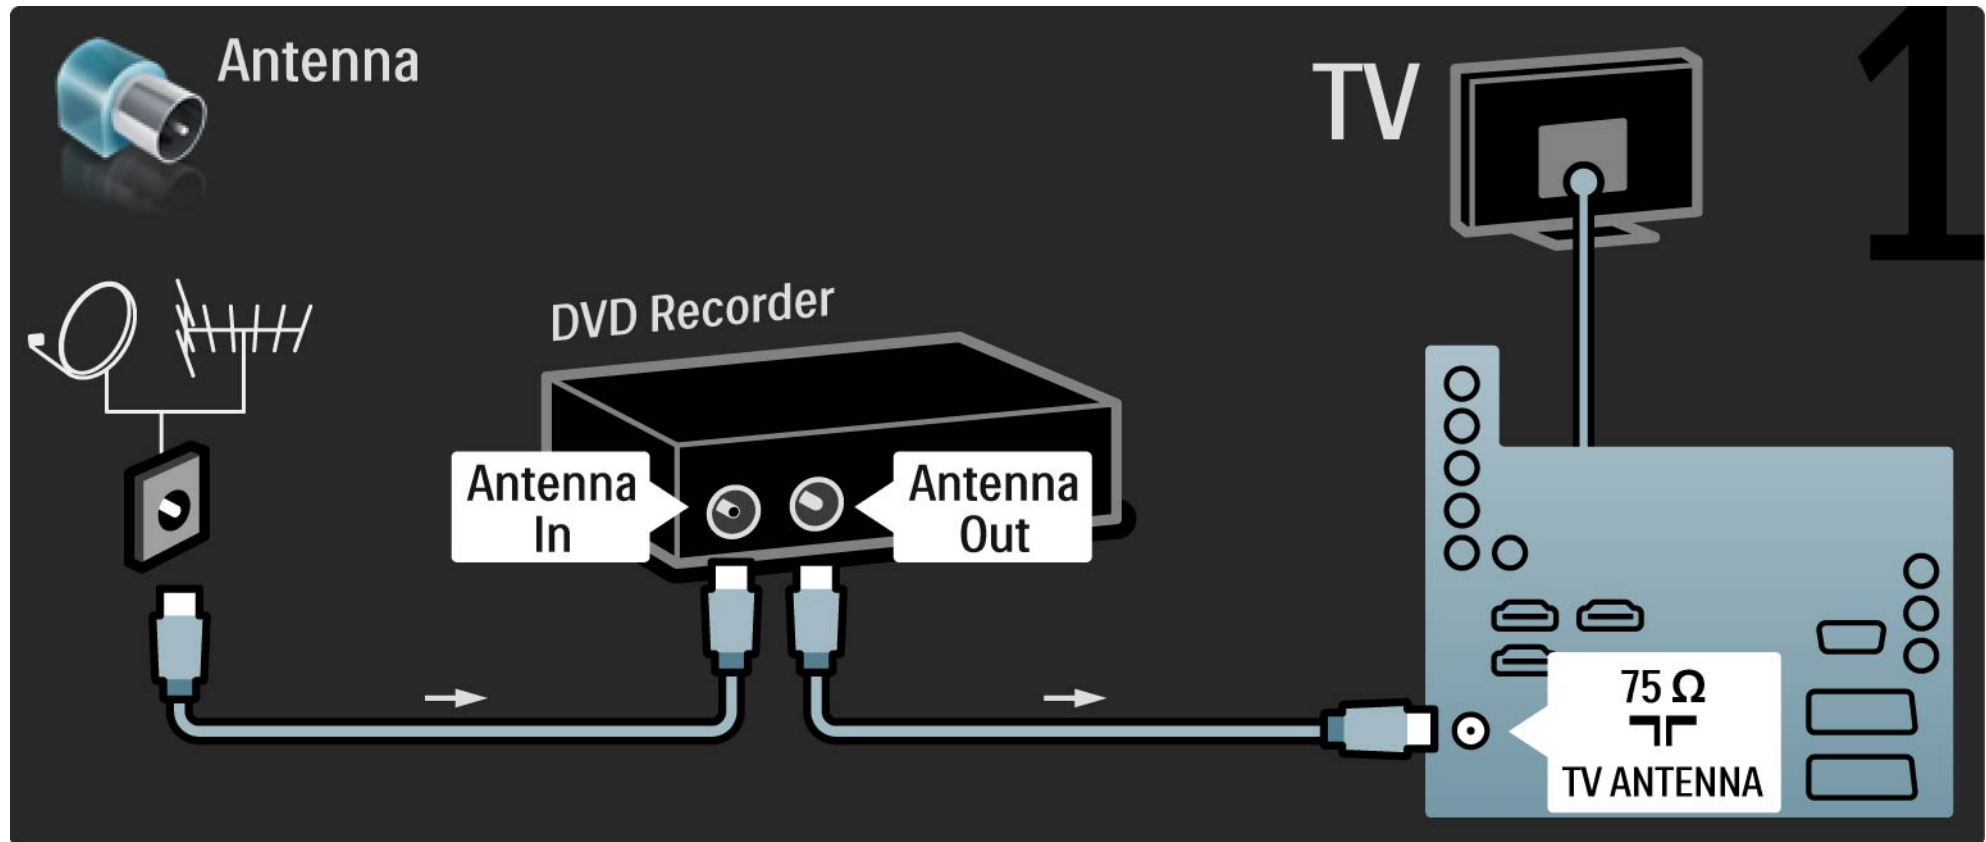 Antenna
TV
1
DVD Recorder
Antenna
In
Antenna
Out
75 Ω
TV ANTENNA